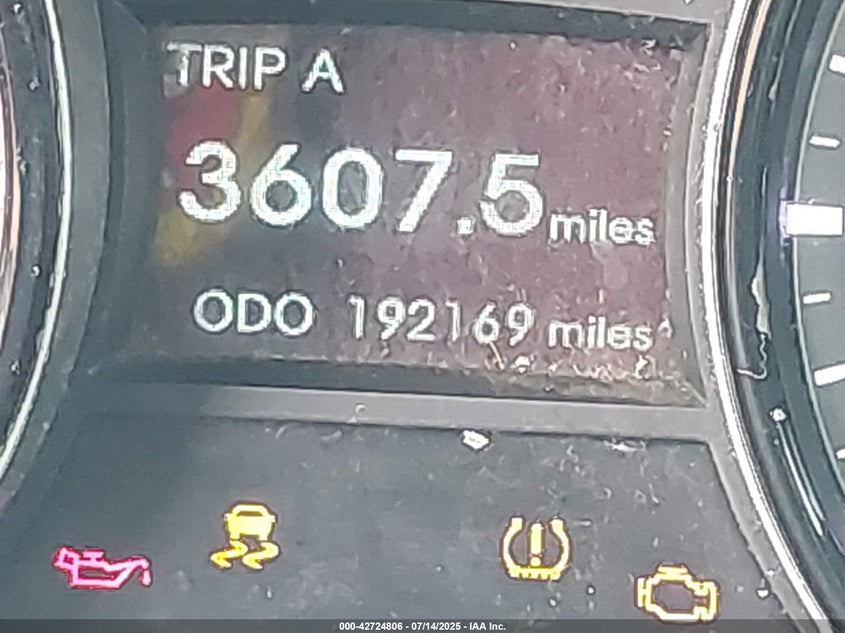 TRIP A
3607.5 miles
ODO 192169 miles
000-42724806 - 07/14/2025 - IAA Inc.